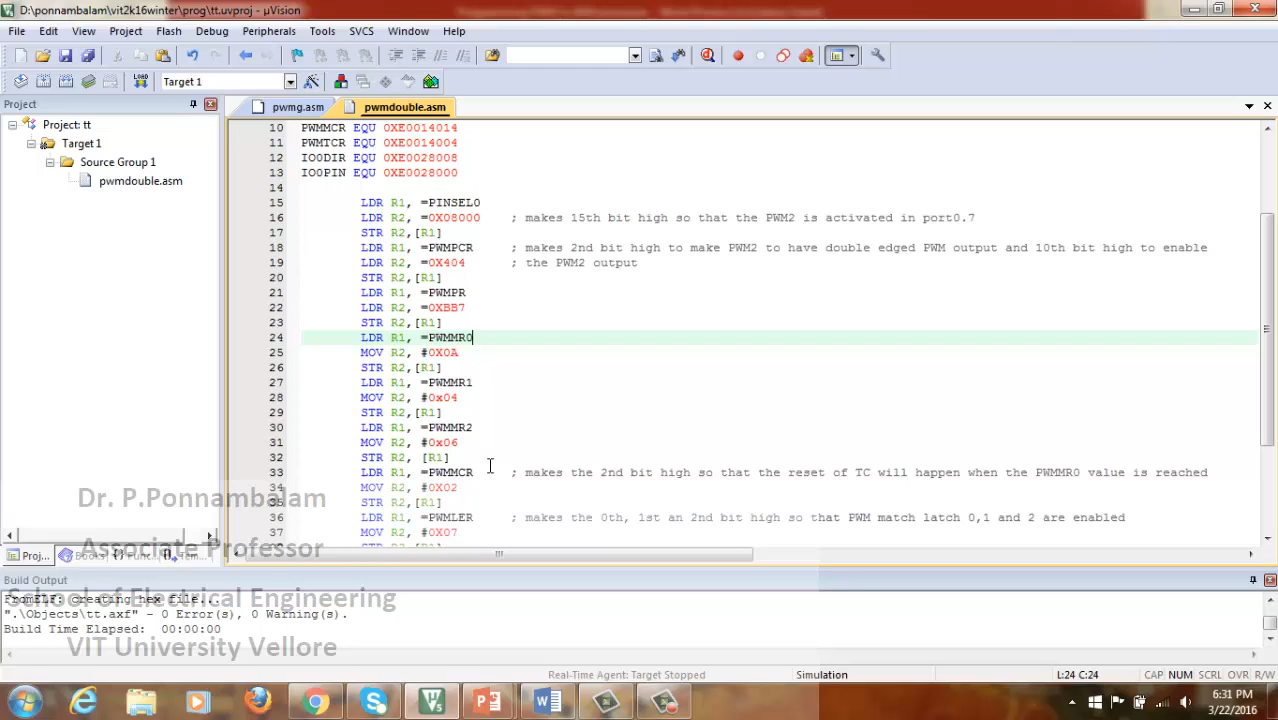 D:\ponnambalam\vit2k16winter\prog\tt.uvproj - µVision
File Edit View Project Flash Debug Peripherals Tools SVCS Window Help
LOAD Target 1
Project
pwmg.asm pwmdouble.asm
Project: tt
Target 1
Source Group 1
pwmdouble.asm
10 PWMMCR EQU 0XE0014014
11 PWMTCR EQU 0XE0014004
12 IO0DIR EQU 0XE0028008
13 IO0PIN EQU 0XE0028000
14
15 LDR R1, =PINSEL0
16 LDR R2, =0X08000 ; makes 15th bit high so that the PWM2 is activated in port0.7
17 STR R2,[R1]
18 LDR R1, =PWMPCR ; makes 2nd bit high to make PWM2 to have double edged PWM output and 10th bit high to enable
19 LDR R2, =0X404 ; the PWM2 output
20 STR R2,[R1]
21 LDR R1, =PWMPR
22 LDR R2, =0XBB7
23 STR R2,[R1]
24 LDR R1, =PWMMR0
25 MOV R2, #0X0A
26 STR R2,[R1]
27 LDR R1, =PWMMR1
28 MOV R2, #0x04
29 STR R2,[R1]
30 LDR R1, =PWMMR2
31 MOV R2, #0x06
32 STR R2, [R1]
33 LDR R1, =PWMMCR ; makes the 2nd bit high so that the reset of TC will happen when the PWMMR0 value is reached
34 MOV R2, #0X02
35 STR R2,[R1]
36 LDR R1, =PWMLER ; makes the 0th, 1st an 2nd bit high so that PWM match latch 0,1 and 2 are enabled
37 MOV R2, #0X07
Dr. P.Ponnambalam
Associate Professor
School of Electrical Engineering
VIT University Vellore
Proj... Books {} Func...
Build Output
FromELF: creating hex file...
".\Objects\tt.axf" - 0 Error(s), 0 Warning(s).
Build Time Elapsed: 00:00:00
Real-Time Agent: Target Stopped Simulation L:24 C:24 CAP NUM SCRL OVR R/W
6:31 PM
3/22/2016